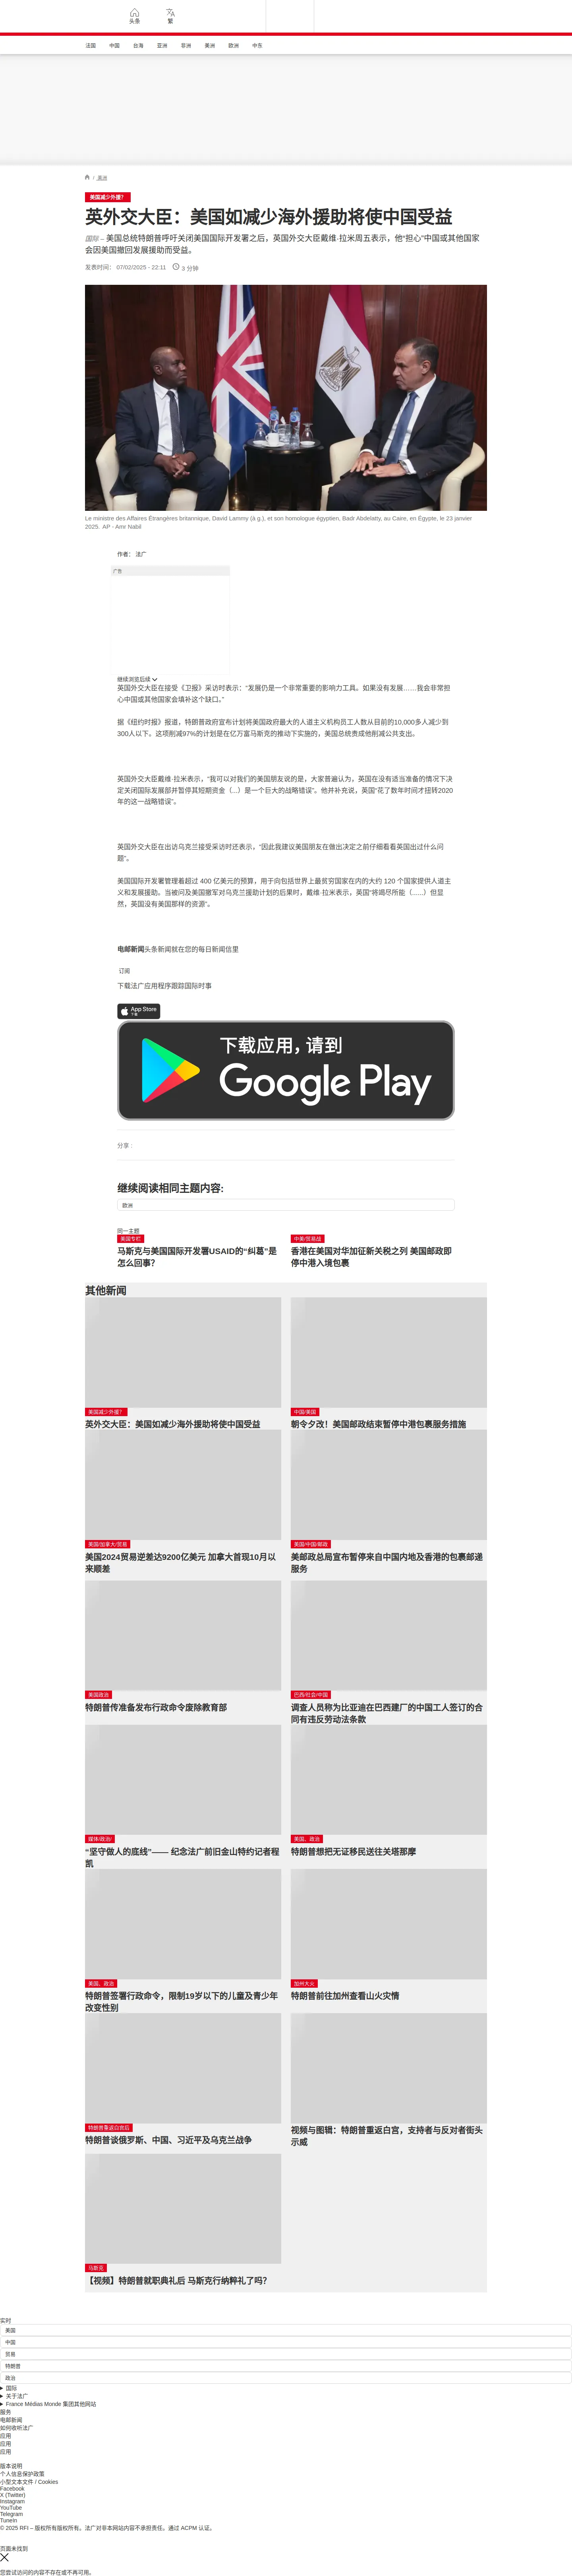 头条
繁
法国 中国 台海 亚洲 非洲 美洲 欧洲 中东
/ 美洲
美国减少外援？
英外交大臣：美国如减少海外援助将使中国受益
国际 – 美国总统特朗普呼吁关闭美国国际开发署之后，英国外交大臣戴维·拉米周五表示，他“担心”中国或其他国家
会因美国撤回发展援助而受益。
发表时间： 07/02/2025 - 22:11 3 分钟
Le ministre des Affaires Étrangères britannique, David Lammy (à g.), et son homologue égyptien, Badr Abdelatty, au Caire, en Égypte, le 23 janvier
2025. AP - Amr Nabil
作者： 法广
广告
继续浏览后续
英国外交大臣在接受《卫报》采访时表示：“发展仍是一个非常重要的影响力工具。如果没有发展……我会非常担
心中国或其他国家会填补这个缺口。”
据《纽约时报》报道，特朗普政府宣布计划将美国政府最大的人道主义机构员工人数从目前的10,000多人减少到
300人以下。这项削减97%的计划是在亿万富马斯克的推动下实施的，美国总统责成他削减公共支出。
英国外交大臣戴维·拉米表示，“我可以对我们的美国朋友说的是，大家普遍认为，英国在没有适当准备的情况下决
定关闭国际发展部并暂停其短期资金（...）是一个巨大的战略错误”。他并补充说，英国“花了数年时间才扭转2020
年的这一战略错误”。
英国外交大臣在出访乌克兰接受采访时还表示，“因此我建议美国朋友在做出决定之前仔细看看英国出过什么问
题”。
美国国际开发署管理着超过 400 亿美元的预算，用于向包括世界上最贫穷国家在内的大约 120 个国家提供人道主
义和发展援助。当被问及美国撤军对乌克兰援助计划的后果时，戴维·拉米表示，英国“将竭尽所能（......）但显
然，英国没有美国那样的资源”。
电邮新闻头条新闻就在您的每日新闻信里
订阅
下载法广应用程序跟踪国际时事
App Store
下载
下载应用，请到
Google Play
分享 :
继续阅读相同主题内容:
欧洲
同一主题
美国专栏
马斯克与美国国际开发署USAID的“纠葛”是
怎么回事?
中美/贸易战
香港在美国对华加征新关税之列 美国邮政即
停中港入境包裹
其他新闻
美国减少外援？
英外交大臣：美国如减少海外援助将使中国受益
中国/美国
朝令夕改！美国邮政结束暂停中港包裹服务措施
美国/加拿大/贸易
美国2024贸易逆差达9200亿美元 加拿大首现10月以
来顺差
美国/中国/邮政
美邮政总局宣布暂停来自中国内地及香港的包裹邮递
服务
美国政治
特朗普传准备发布行政命令废除教育部
巴西/社会/中国
调查人员称为比亚迪在巴西建厂的中国工人签订的合
同有违反劳动法条款
媒体/政治/
“坚守做人的底线”—— 纪念法广前旧金山特约记者程
凯
美国、政治
特朗普想把无证移民送往关塔那摩
美国、政治
特朗普签署行政命令，限制19岁以下的儿童及青少年
改变性别
加州大火
特朗普前往加州查看山火灾情
特朗普重返白宫后
特朗普谈俄罗斯、中国、习近平及乌克兰战争
视频与图辑：特朗普重返白宫，支持者与反对者街头
示威
马斯克
【视频】特朗普就职典礼后 马斯克行纳粹礼了吗？
实时
美国
中国
贸易
特朗普
政治
国际
关于法广
France Médias Monde 集团其他网站
服务
电邮新闻
如何收听法广
应用
应用
应用
版本说明
个人信息保护政策
小型文本文件 / Cookies
Facebook
X (Twitter)
Instagram
YouTube
Telegram
TuneIn
© 2025 RFI – 版权所有版权所有。法广对非本网站内容不承担责任。通过 ACPM 认证。
页面未找到
您尝试访问的内容不存在或不再可用。